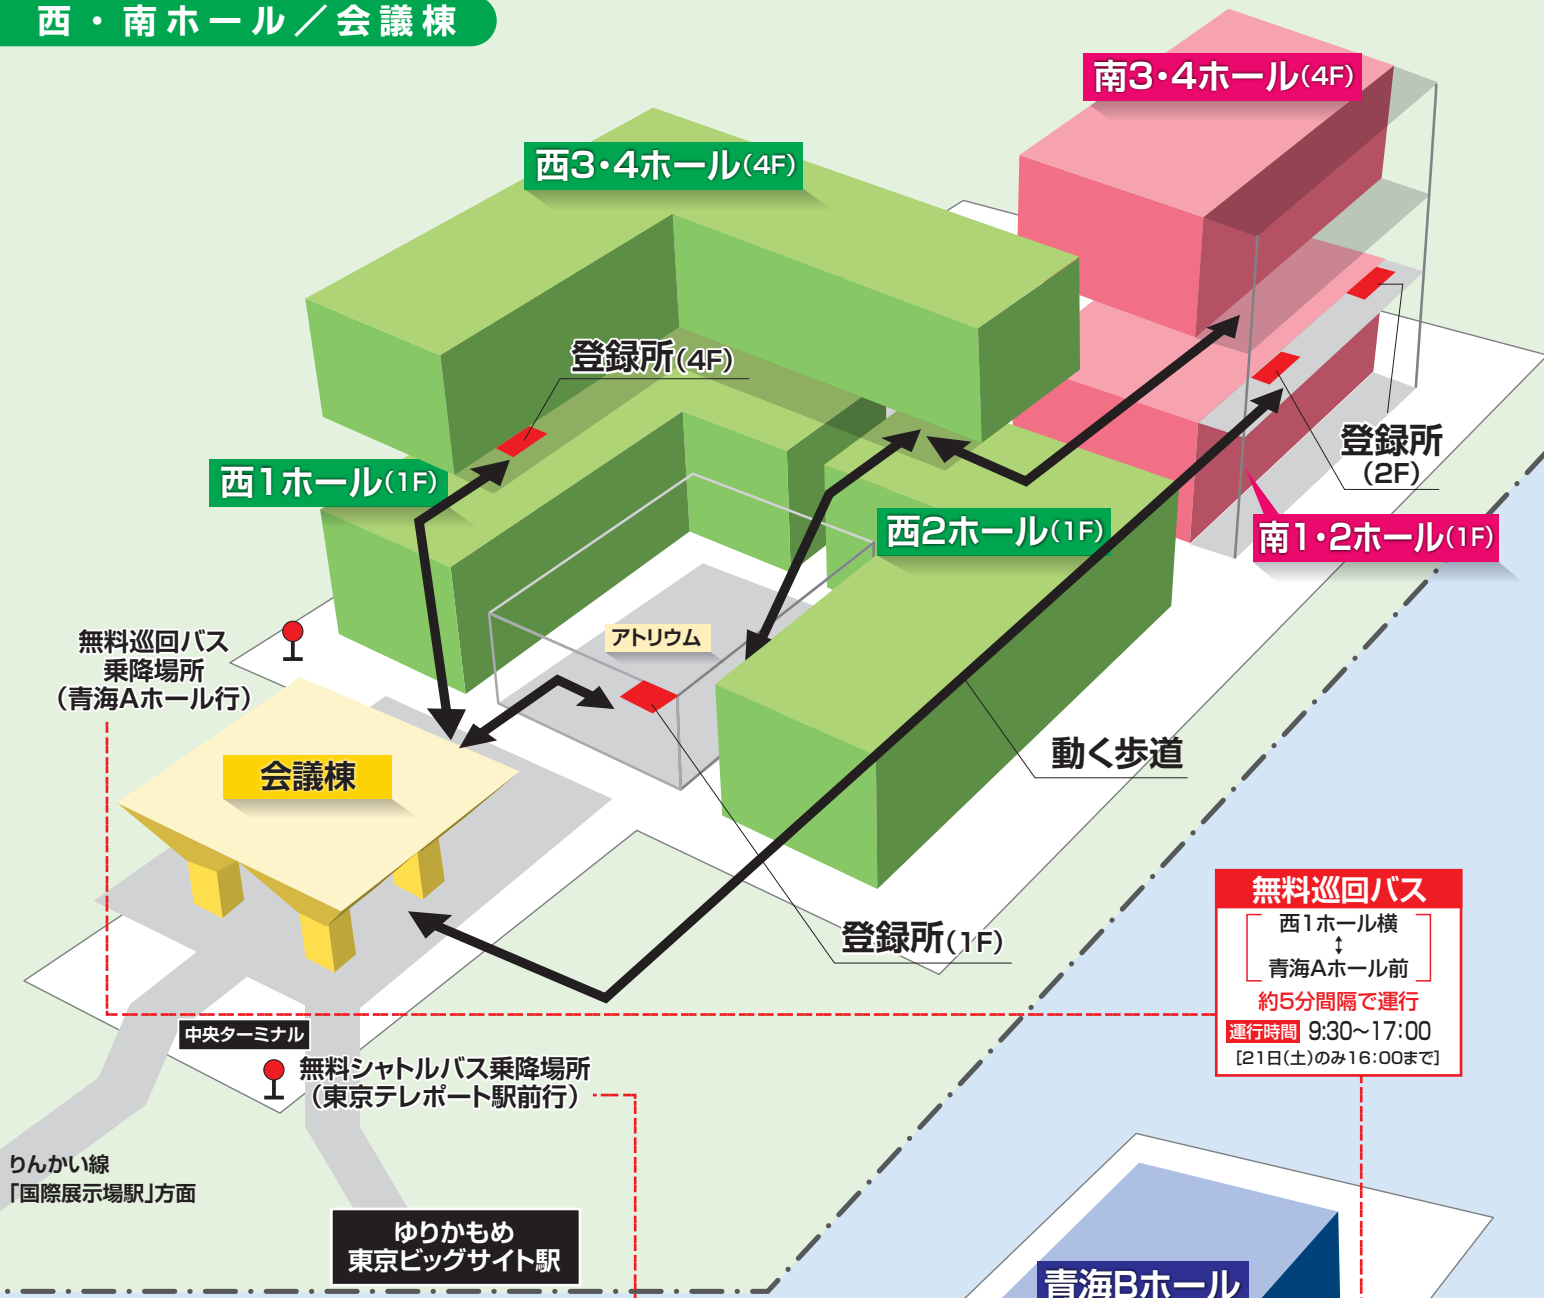 西・南ホール／会議棟
南3・4ホール(4F)
西3・4ホール(4F)
登録所(4F)
西1ホール(1F)
登録所
(2F)
西2ホール(1F)
南1・2ホール(1F)
無料巡回バス
乗降場所
(青海Aホール行)
アトリウム
会議棟
動く歩道
登録所(1F)
無料巡回バス
西1ホール横
↕
青海Aホール前
約5分間隔で運行
運行時間 9:30〜17:00
[21日(土)のみ16:00まで]
中央ターミナル
無料シャトルバス乗降場所
(東京テレポート駅前行)
りんかい線
「国際展示場駅」方面
ゆりかもめ
東京ビッグサイト駅
青海Bホール